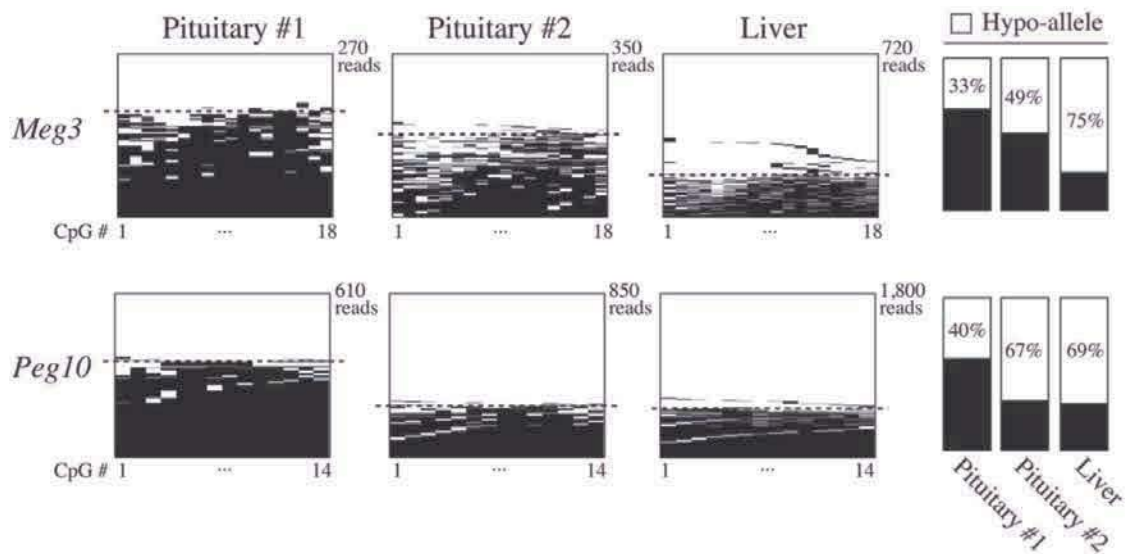 Pituitary #1
Pituitary #2
Liver
Hypo-allele
270 reads
350 reads
720 reads
Meg3
33%
49%
75%
CpG #
1
...
18
1
...
18
1
...
18
610 reads
850 reads
1,800 reads
Peg10
40%
67%
69%
CpG #
1
...
14
1
...
14
1
...
14
Pituitary #1
Pituitary #2
Liver